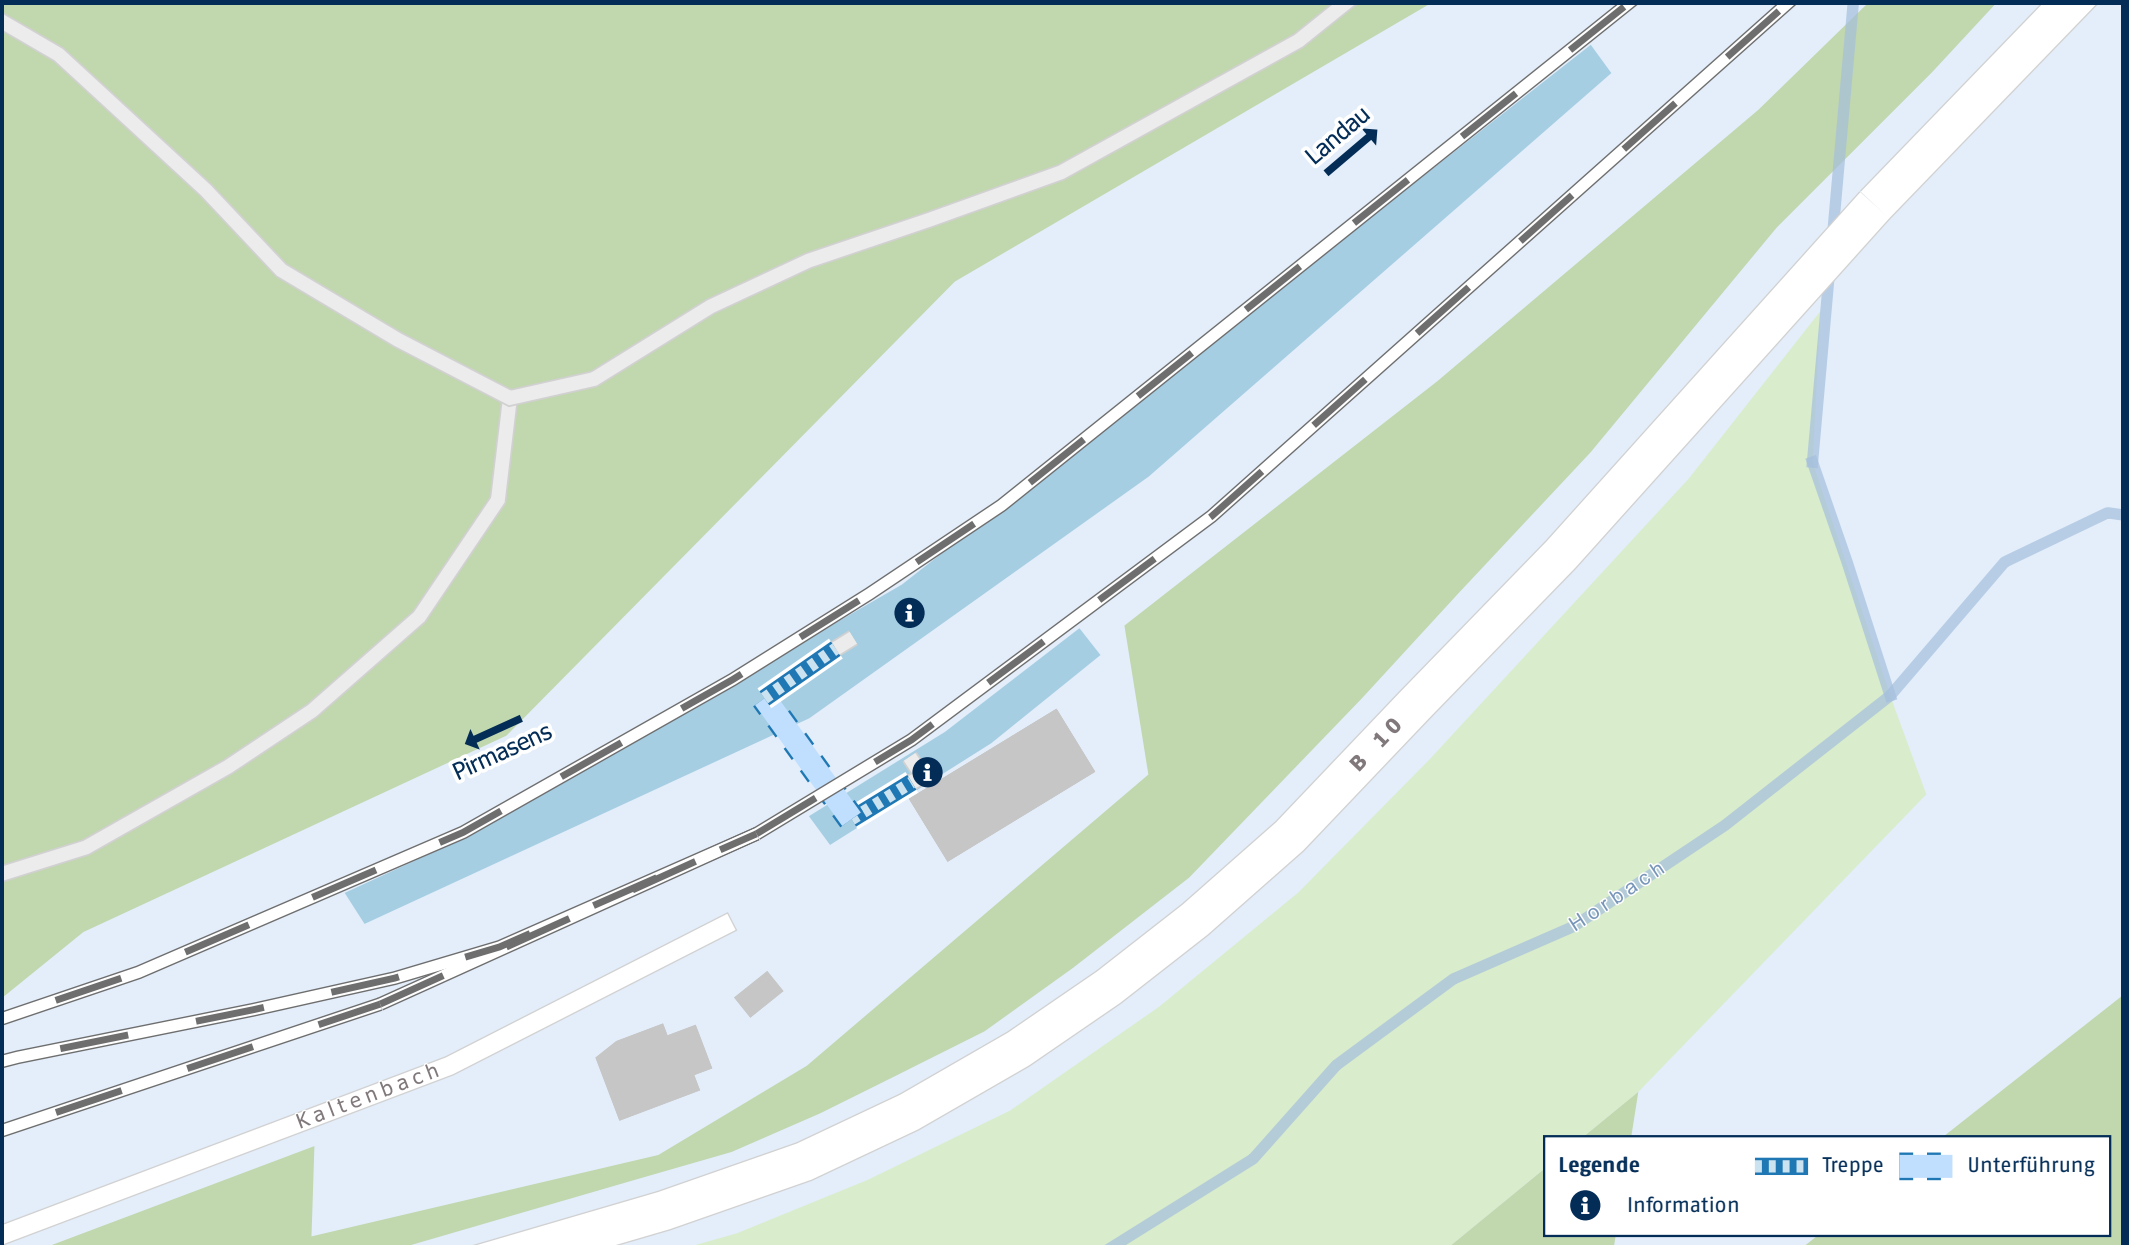 Landau
Pirmasens
B 10
Horbach
Kaltenbach
Legende
Treppe
Unterführung
Information